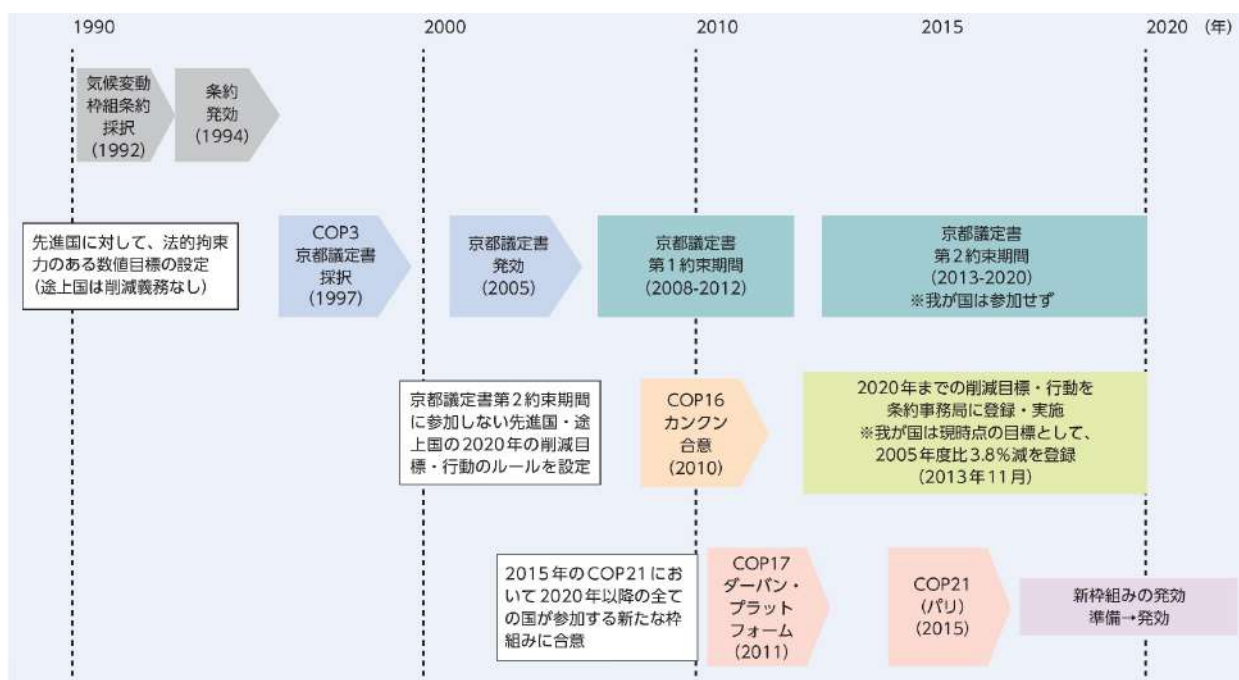 1990
2000
2010
2015
2020 (年)
気候変動
枠組条約
採択
(1992)
条約
発効
(1994)
先進国に対して、法的拘束
力のある数値目標の設定
(途上国は削減義務なし)
COP3
京都議定書
採択
(1997)
京都議定書
発効
(2005)
京都議定書
第1約束期間
(2008-2012)
京都議定書
第2約束期間
(2013-2020)
※我が国は参加せず
京都議定書第2約束期間
に参加しない先進国・途
上国の2020年の削減目
標・行動のルールを設定
COP16
カンクン
合意
(2010)
2020年までの削減目標・行動を
条約事務局に登録・実施
※我が国は現時点の目標として、
2005年度比3.8%減を登録
(2013年11月)
2015年のCOP21にお
いて2020年以降の全て
の国が参加する新たな枠
組みに合意
COP17
ダーバン・
プラット
フォーム
(2011)
COP21
(パリ)
(2015)
新枠組みの発効
準備→発効